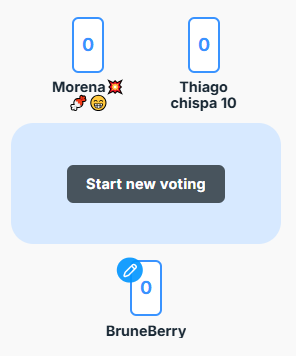 0 0
Morena💥 Thiago
🍖😁 chispa 10
Start new voting
0
BruneBerry